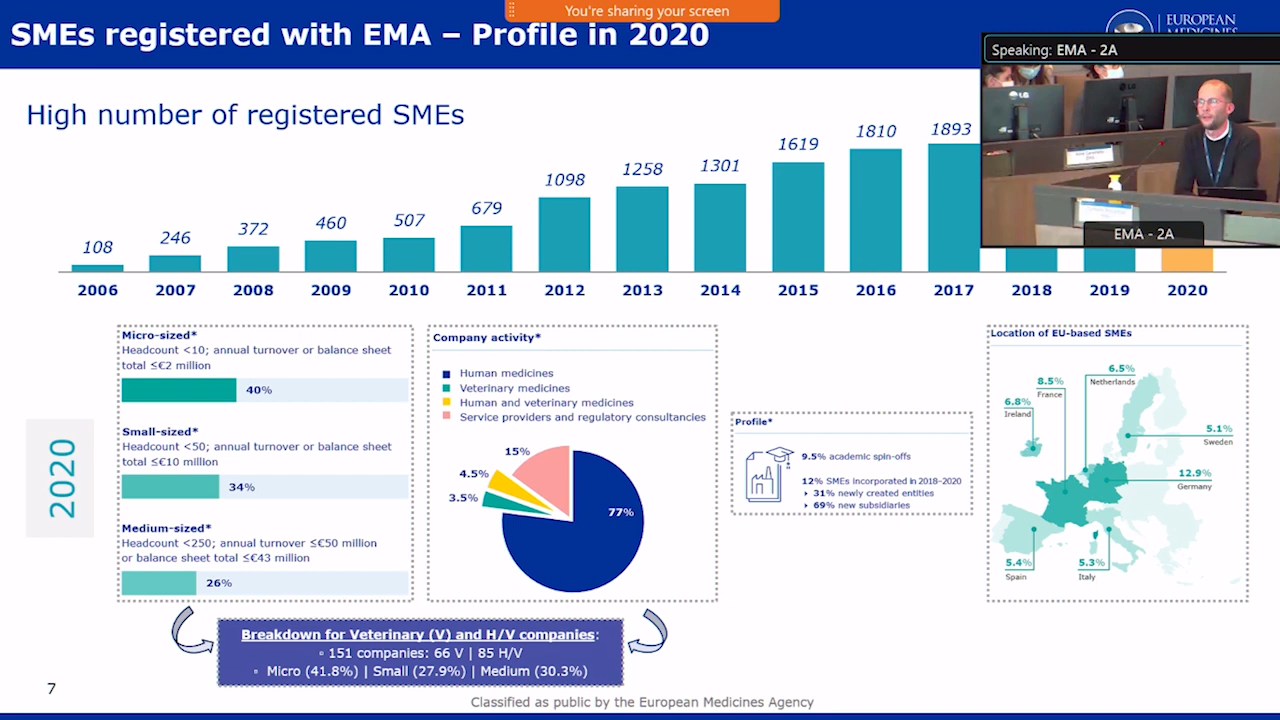 You're sharing your screen
SMEs registered with EMA – Profile in 2020
EUROPEAN
MEDICINES
Speaking: EMA - 2A
EMA - 2A
High number of registered SMEs
108
246
372
460
507
679
1098
1258
1301
1619
1810
1893
2006
2007
2008
2009
2010
2011
2012
2013
2014
2015
2016
2017
2018
2019
2020
2020
Micro-sized*
Headcount <10; annual turnover or balance sheet
total ≤€2 million
40%
Small-sized*
Headcount <50; annual turnover or balance sheet
total ≤€10 million
34%
Medium-sized*
Headcount <250; annual turnover ≤€50 million
or balance sheet total ≤€43 million
26%
Company activity*
Human medicines
Veterinary medicines
Human and veterinary medicines
Service providers and regulatory consultancies
15%
4.5%
3.5%
77%
Profile*
9.5% academic spin-offs
12% SMEs incorporated in 2018-2020
31% newly created entities
69% new subsidiaries
Location of EU-based SMEs
6.5%
Netherlands
8.5%
France
6.8%
Ireland
5.1%
Sweden
12.9%
Germany
5.4%
Spain
5.3%
Italy
Breakdown for Veterinary (V) and H/V companies:
▫ 151 companies: 66 V | 85 H/V
▫ Micro (41.8%) | Small (27.9%) | Medium (30.3%)
7
Classified as public by the European Medicines Agency